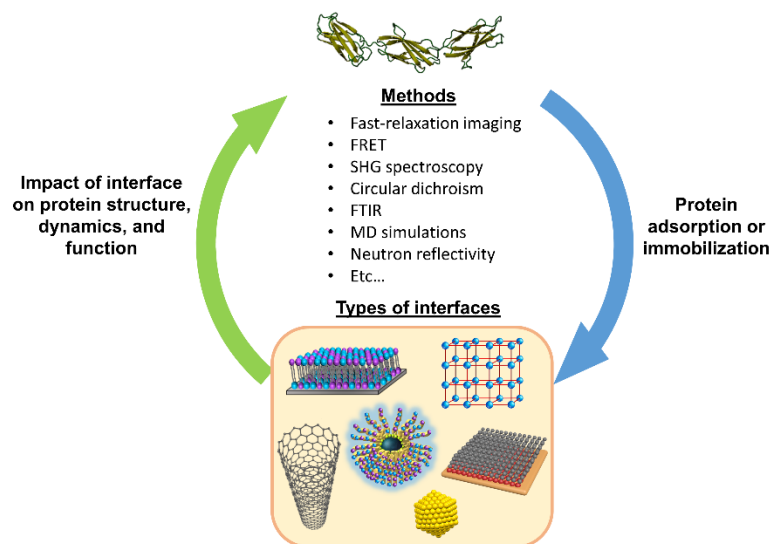 Methods
• Fast-relaxation imaging
• FRET
• SHG spectroscopy
• Circular dichroism
• FTIR
• MD simulations
• Neutron reflectivity
• Etc...
Impact of interface
on protein structure,
dynamics, and
function
Protein
adsorption or
immobilization
Types of interfaces